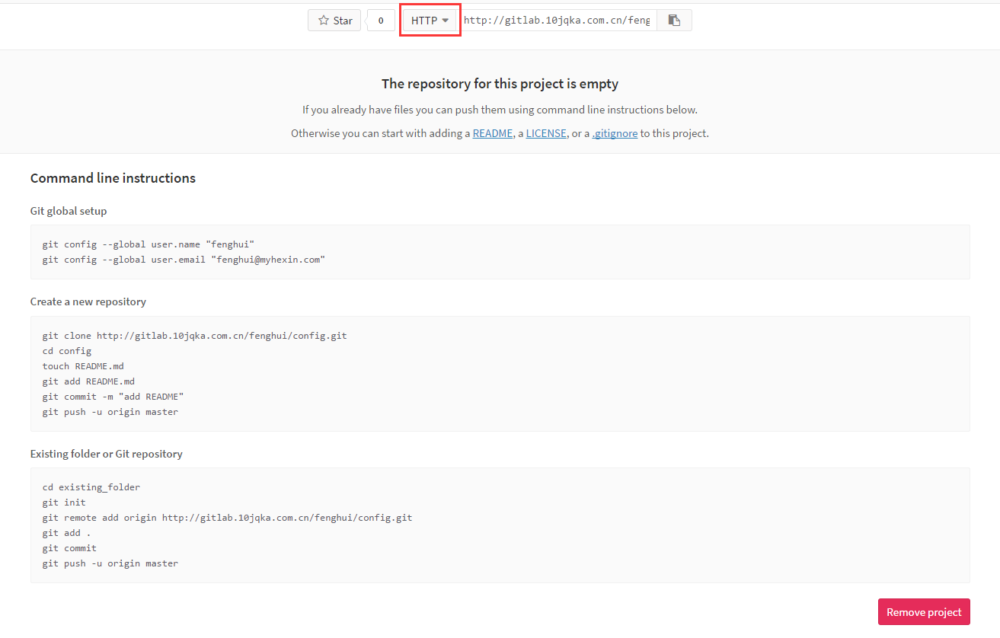 Star 0 HTTP http://gitlab.10jqka.com.cn/feng
The repository for this project is empty
If you already have files you can push them using command line instructions below.
Otherwise you can start with adding a README, a LICENSE, or a .gitignore to this project.
Command line instructions
Git global setup
git config --global user.name "fenghui"
git config --global user.email "fenghui@myhexin.com"
Create a new repository
git clone http://gitlab.10jqka.com.cn/fenghui/config.git
cd config
touch README.md
git add README.md
git commit -m "add README"
git push -u origin master
Existing folder or Git repository
cd existing_folder
git init
git remote add origin http://gitlab.10jqka.com.cn/fenghui/config.git
git add .
git commit
git push -u origin master
Remove project